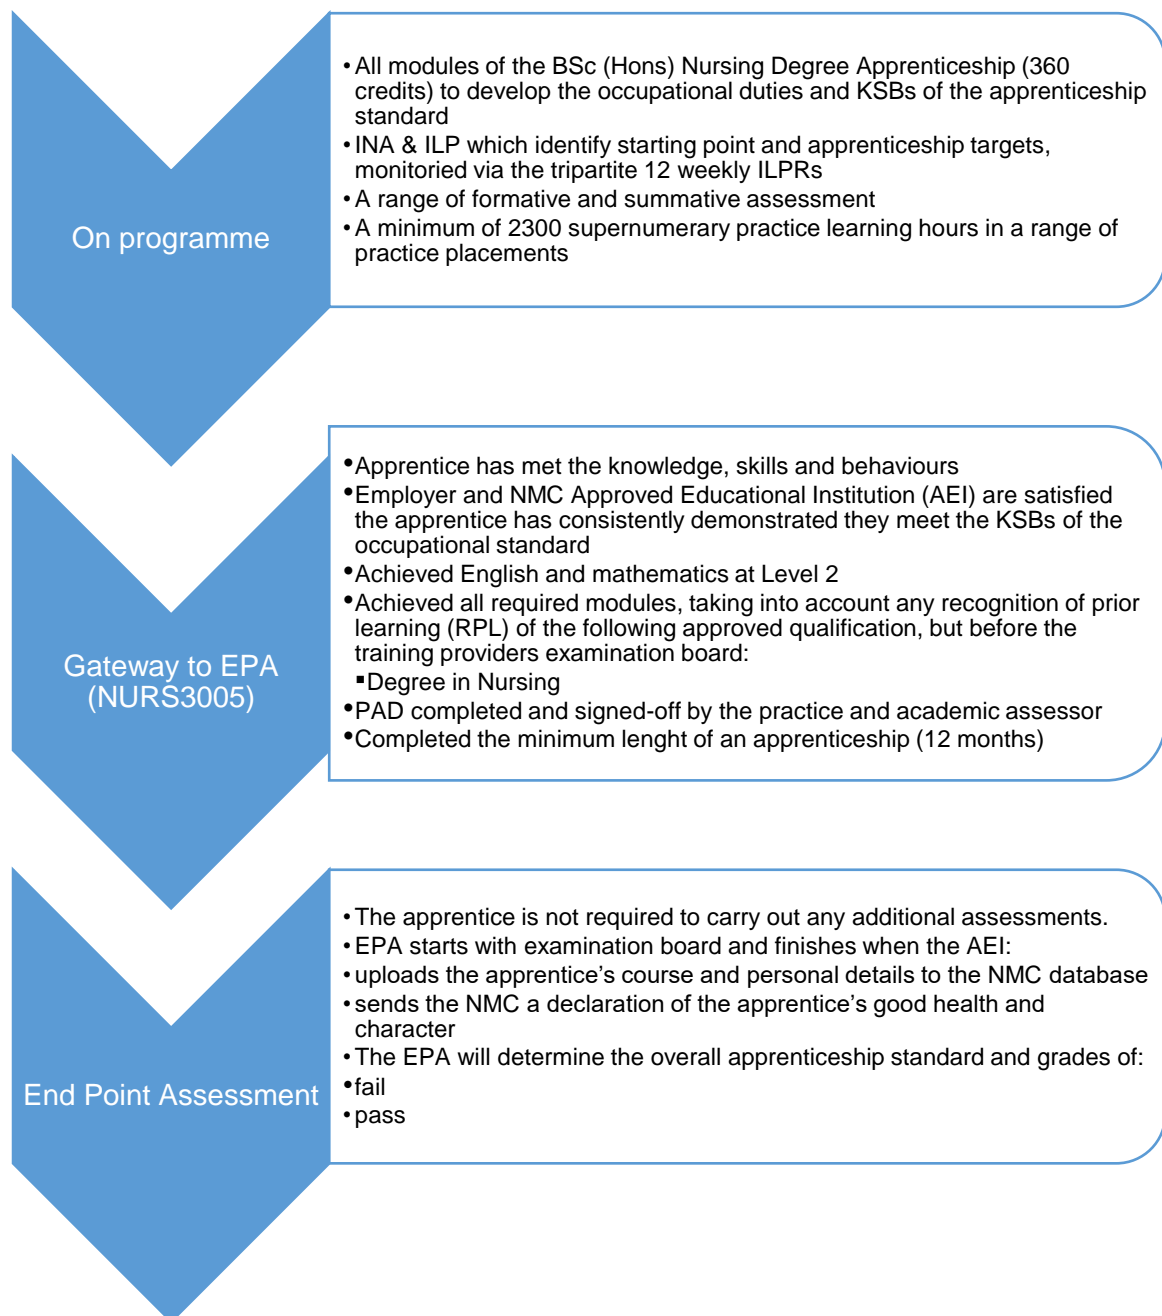 On programme
• All modules of the BSc (Hons) Nursing Degree Apprenticeship (360
credits) to develop the occupational duties and KSBs of the apprenticeship
standard
• INA & ILP which identify starting point and apprenticeship targets,
monitoried via the tripartite 12 weekly ILPRs
• A range of formative and summative assessment
• A minimum of 2300 supernumerary practice learning hours in a range of
practice placements
Gateway to EPA
(NURS3005)
• Apprentice has met the knowledge, skills and behaviours
• Employer and NMC Approved Educational Institution (AEI) are satisfied
the apprentice has consistently demonstrated they meet the KSBs of the
occupational standard
• Achieved English and mathematics at Level 2
• Achieved all required modules, taking into account any recognition of prior
learning (RPL) of the following approved qualification, but before the
training providers examination board:
▪ Degree in Nursing
• PAD completed and signed-off by the practice and academic assessor
• Completed the minimum lenght of an apprenticeship (12 months)
End Point Assessment
• The apprentice is not required to carry out any additional assessments.
• EPA starts with examination board and finishes when the AEI:
• uploads the apprentice’s course and personal details to the NMC database
• sends the NMC a declaration of the apprentice’s good health and
character
• The EPA will determine the overall apprenticeship standard and grades of:
• fail
• pass